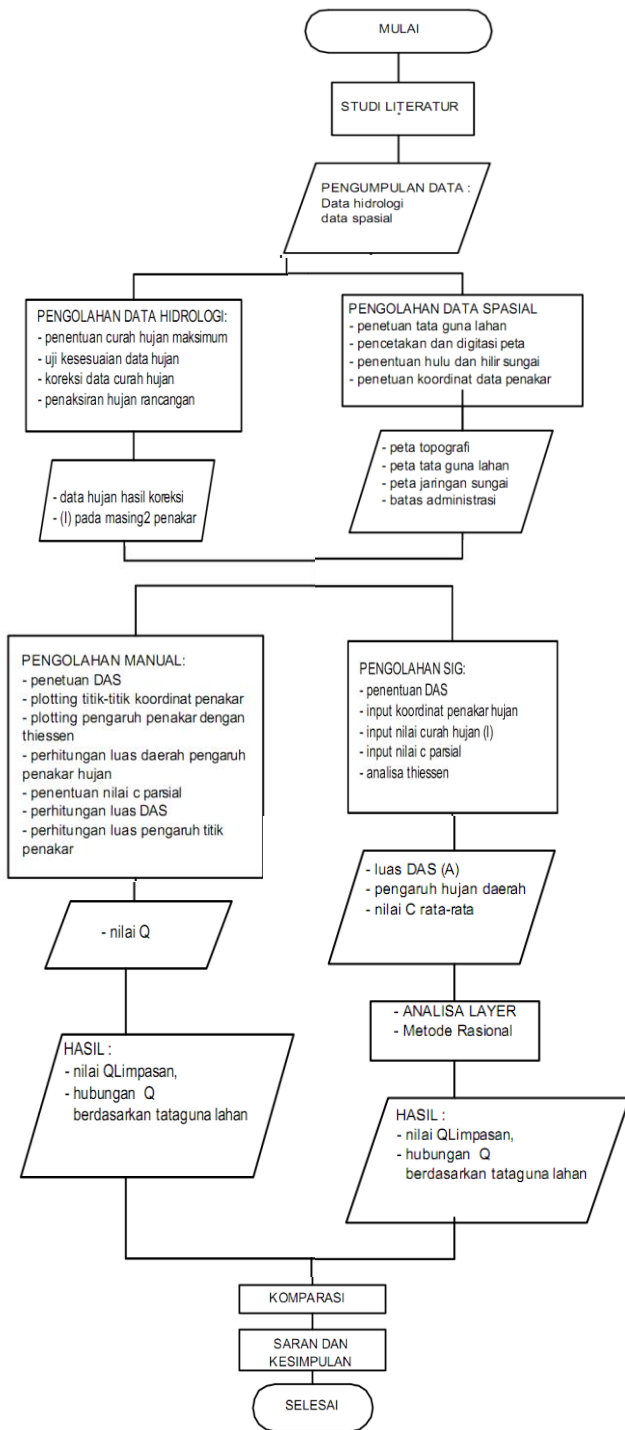 MULAI
STUDI LITERATUR
PENGUMPULAN DATA :
Data hidrologi
data spasial
PENGOLAHAN DATA HIDROLOGI:
- penentuan curah hujan maksimum
- uji kesesuaian data hujan
- koreksi data curah hujan
- penaksiran hujan rancangan
PENGOLAHAN DATA SPASIAL
- penetuan tata guna lahan
- pencetakan dan digitasi peta
- penentuan hulu dan hilir sungai
- penetuan koordinat data penakar
- data hujan hasil koreksi
- (I) pada masing2 penakar
- peta topografi
- peta tata guna lahan
- peta jaringan sungai
- batas administrasi
PENGOLAHAN MANUAL:
- penetuan DAS
- plotting titik-titik koordinat penakar
- plotting pengaruh penakar dengan
thiessen
- perhitungan luas daerah pengaruh
penakar hujan
- penentuan nilai c parsial
- perhitungan luas DAS
- perhitungan luas pengaruh titik
penakar
PENGOLAHAN SIG:
- penentuan DAS
- input koordinat penakar hujan
- input nilai curah hujan (I)
- input nilai c parsial
- analisa thiessen
- nilai Q
- luas DAS (A)
- pengaruh hujan daerah
- nilai C rata-rata
- ANALISA LAYER
- Metode Rasional
HASIL :
- nilai QLimpasan,
- hubungan Q
berdasarkan tataguna lahan
HASIL :
- nilai QLimpasan,
- hubungan Q
berdasarkan tataguna lahan
KOMPARASI
SARAN DAN
KESIMPULAN
SELESAI